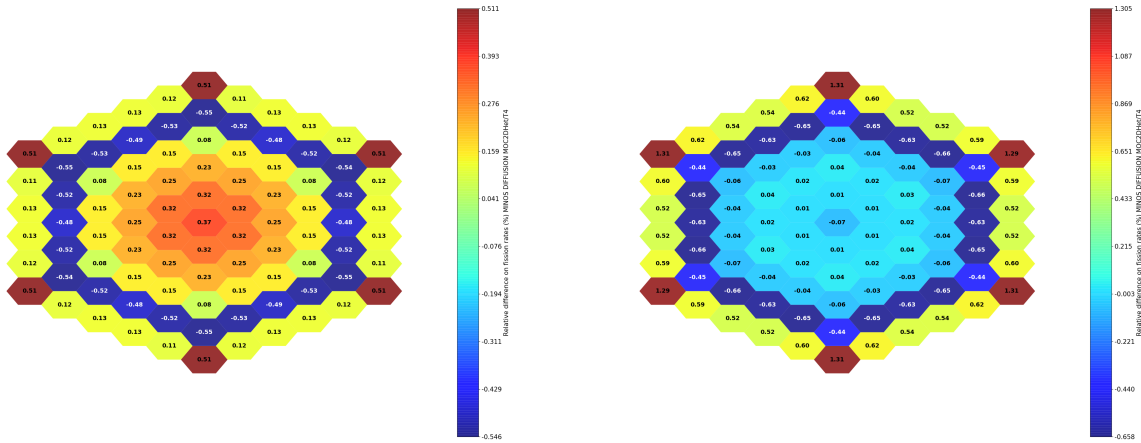 0.51
0.12 0.11
0.13 -0.55 0.13
0.13 -0.53 -0.52 0.13
0.12 -0.49 0.08 -0.48 0.12
0.51 -0.53 0.15 0.15 -0.52 0.51
-0.55 0.15 0.23 0.15 -0.54
0.11 0.08 0.25 0.25 0.08 0.12
-0.52 0.23 0.32 0.23 -0.52
0.13 0.15 0.32 0.32 0.15 0.13
-0.48 0.25 0.37 0.25 -0.48
0.13 0.15 0.32 0.32 0.15 0.13
-0.52 0.23 0.32 0.23 -0.52
0.12 0.08 0.25 0.25 0.08 0.11
-0.54 0.15 0.23 0.15 -0.55
0.51 -0.52 0.15 0.15 -0.53 0.51
0.12 -0.48 0.08 -0.49 0.12
0.13 -0.52 -0.53 0.13
0.13 -0.55 0.13
0.11 0.12
0.51
0.511
0.393
0.276
0.159
0.041
-0.076
-0.194
-0.311
-0.429
-0.546
Relative difference on fission rates (%) MINOS DIFFUSION MOC2DHet/T4
1.31
0.62 0.60
0.54 -0.44 0.52
0.54 -0.65 -0.65 0.52
0.62 -0.63 -0.06 -0.63 0.59
1.31 -0.65 -0.03 -0.04 -0.66 1.29
-0.44 -0.03 0.04 -0.04 -0.45
0.60 -0.06 0.02 0.02 -0.07 0.59
-0.65 0.04 0.01 0.03 -0.66
0.52 -0.04 0.01 0.01 -0.04 0.52
-0.63 0.02 -0.07 0.02 -0.63
0.52 -0.04 0.01 0.01 -0.04 0.52
-0.66 0.03 0.01 0.04 -0.65
0.59 -0.07 0.02 0.02 -0.06 0.60
-0.45 -0.04 0.04 -0.03 -0.44
1.29 -0.66 -0.04 -0.03 -0.65 1.31
0.59 -0.63 -0.06 -0.63 0.62
0.52 -0.65 -0.65 0.54
0.52 -0.44 0.54
0.60 0.62
1.31
1.305
1.087
0.869
0.651
0.433
0.215
-0.003
-0.221
-0.440
-0.658
Relative difference on fission rates (%) MINOS DIFFUSION MOC2DHet/T4